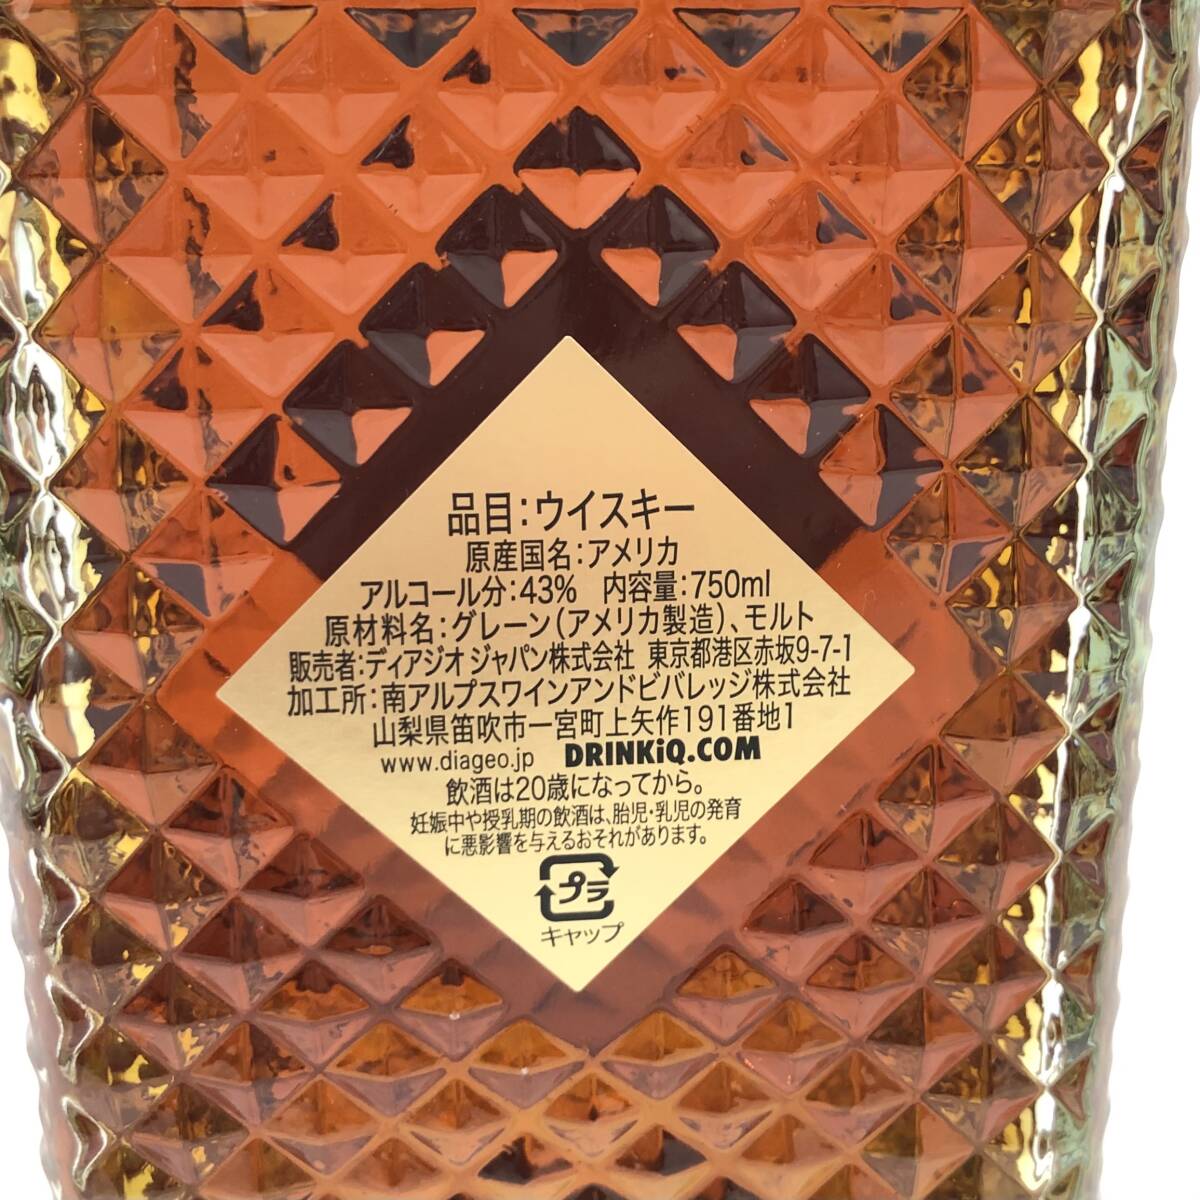 品目:ウイスキー
原産国名:アメリカ
アルコール分:43% 内容量:750ml
原材料名:グレーン(アメリカ製造)、モルト
販売者:ディアジオ ジャパン株式会社 東京都港区赤坂9-7-1
加工所:南アルプスワインアンドビバレッジ株式会社
山梨県笛吹市一宮町上矢作191番地1
www.diageo.jp DRINKiQ.COM
飲酒は20歳になってから。
妊娠中や授乳期の飲酒は、胎児・乳児の発育
に悪影響を与えるおそれがあります。
プラ
キャップ